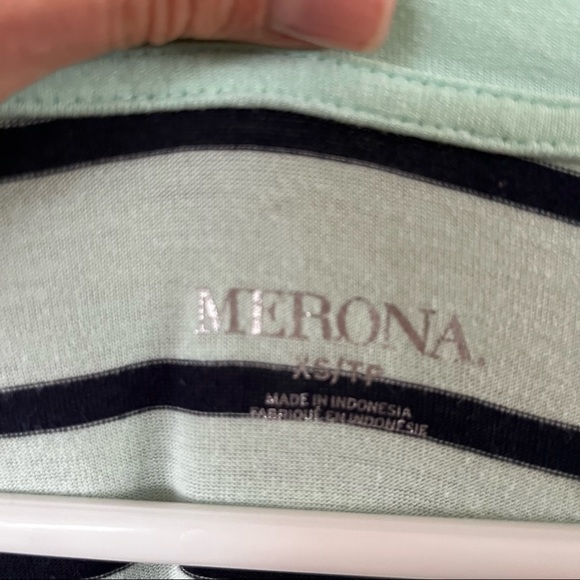 MERONA.
XS/TP
MADE IN INDONESIA
FABRIQUÉ EN INDONÉSIE